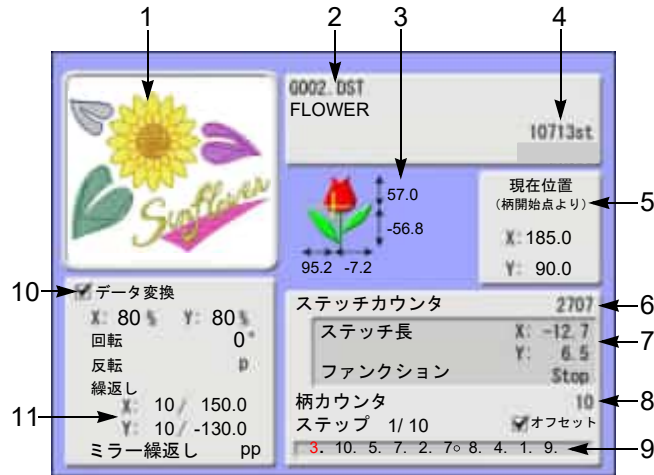 1
2
3
4
G002.DST
FLOWER
10713st
57.0
-56.8
95.2 -7.2
現在位置
(柄開始点より)
X: 185.0
Y: 90.0
5
Sunflower
10
データ変換
X: 80% Y: 80%
回転 0°
反転 p
繰返し
X: 10/ 150.0
Y: 10/ -130.0
ミラー繰返し pp
11
ステッチカウンタ 2707
6
ステッチ長 X: -12.7
Y: 6.5
ファンクション Stop
7
柄カウンタ 10
8
ステップ 1/10 オフセット
3. 10. 5. 7. 2. 7○ 8. 4. 1. 9.
9